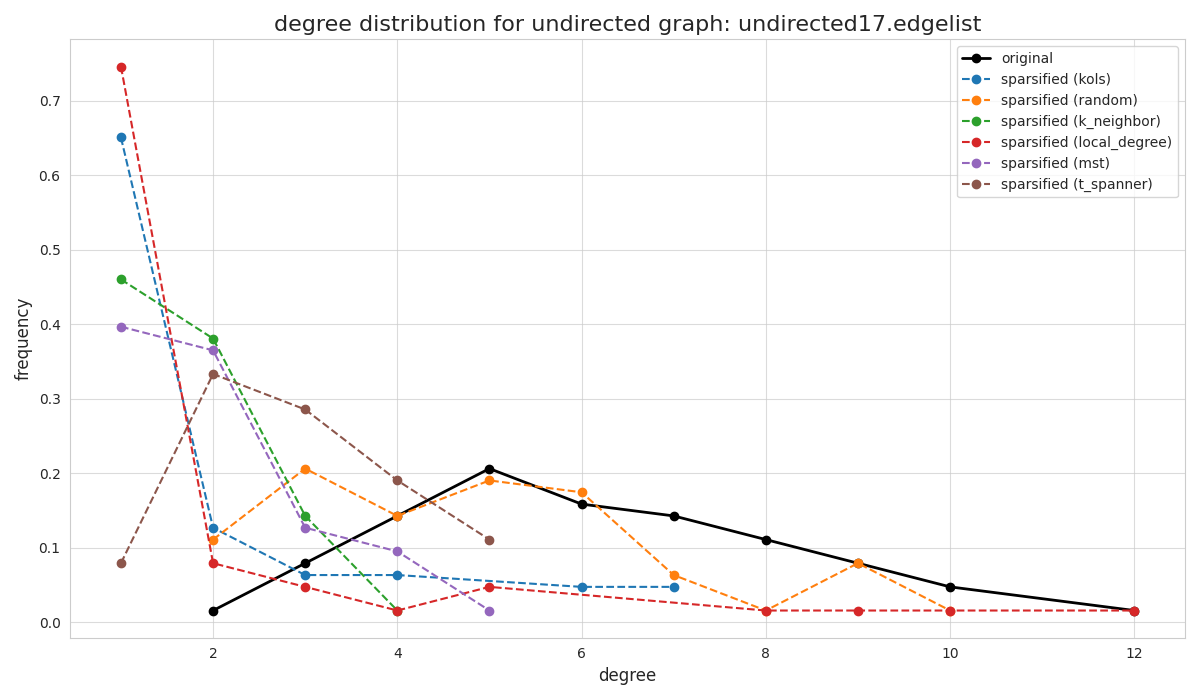 degree distribution for undirected graph: undirected17.edgelist
original
sparsified (kols)
sparsified (random)
sparsified (k_neighbor)
sparsified (local_degree)
sparsified (mst)
sparsified (t_spanner)
frequency
0.7
0.6
0.5
0.4
0.3
0.2
0.1
0.0
2 4 6 8 10 12
degree